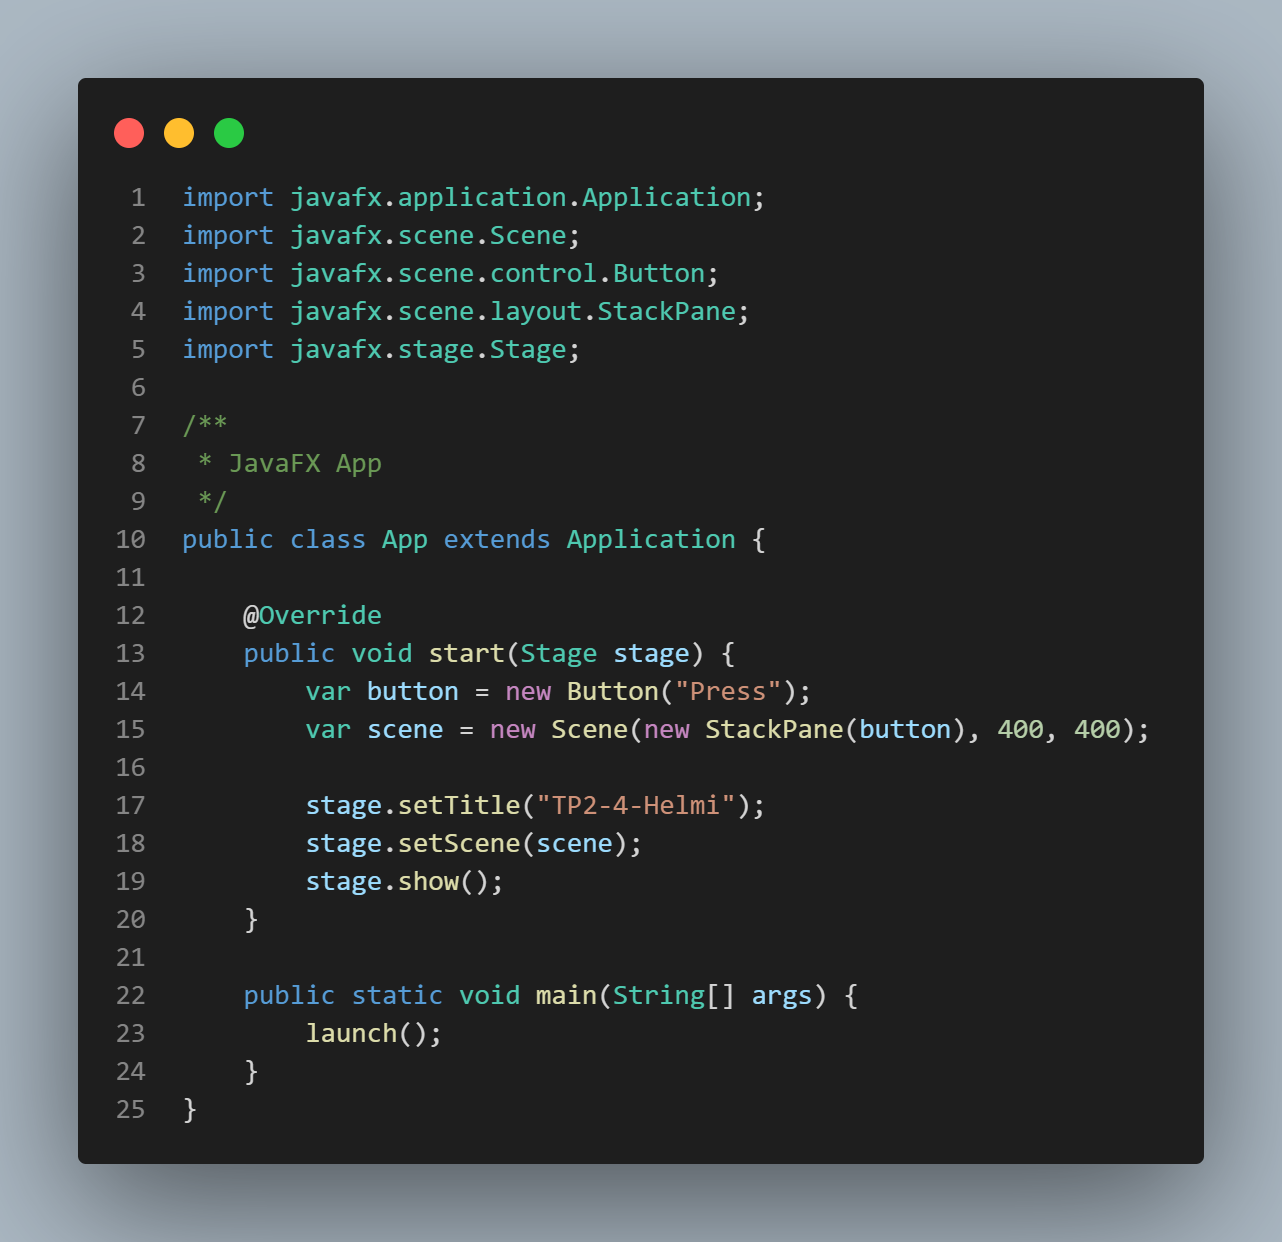 1 import javafx.application.Application;
2 import javafx.scene.Scene;
3 import javafx.scene.control.Button;
4 import javafx.scene.layout.StackPane;
5 import javafx.stage.Stage;
6
7 /**
8  * JavaFX App
9  */
10 public class App extends Application {
11
12     @Override
13     public void start(Stage stage) {
14         var button = new Button("Press");
15         var scene = new Scene(new StackPane(button), 400, 400);
16
17         stage.setTitle("TP2-4-Helmi");
18         stage.setScene(scene);
19         stage.show();
20     }
21
22     public static void main(String[] args) {
23         launch();
24     }
25 }